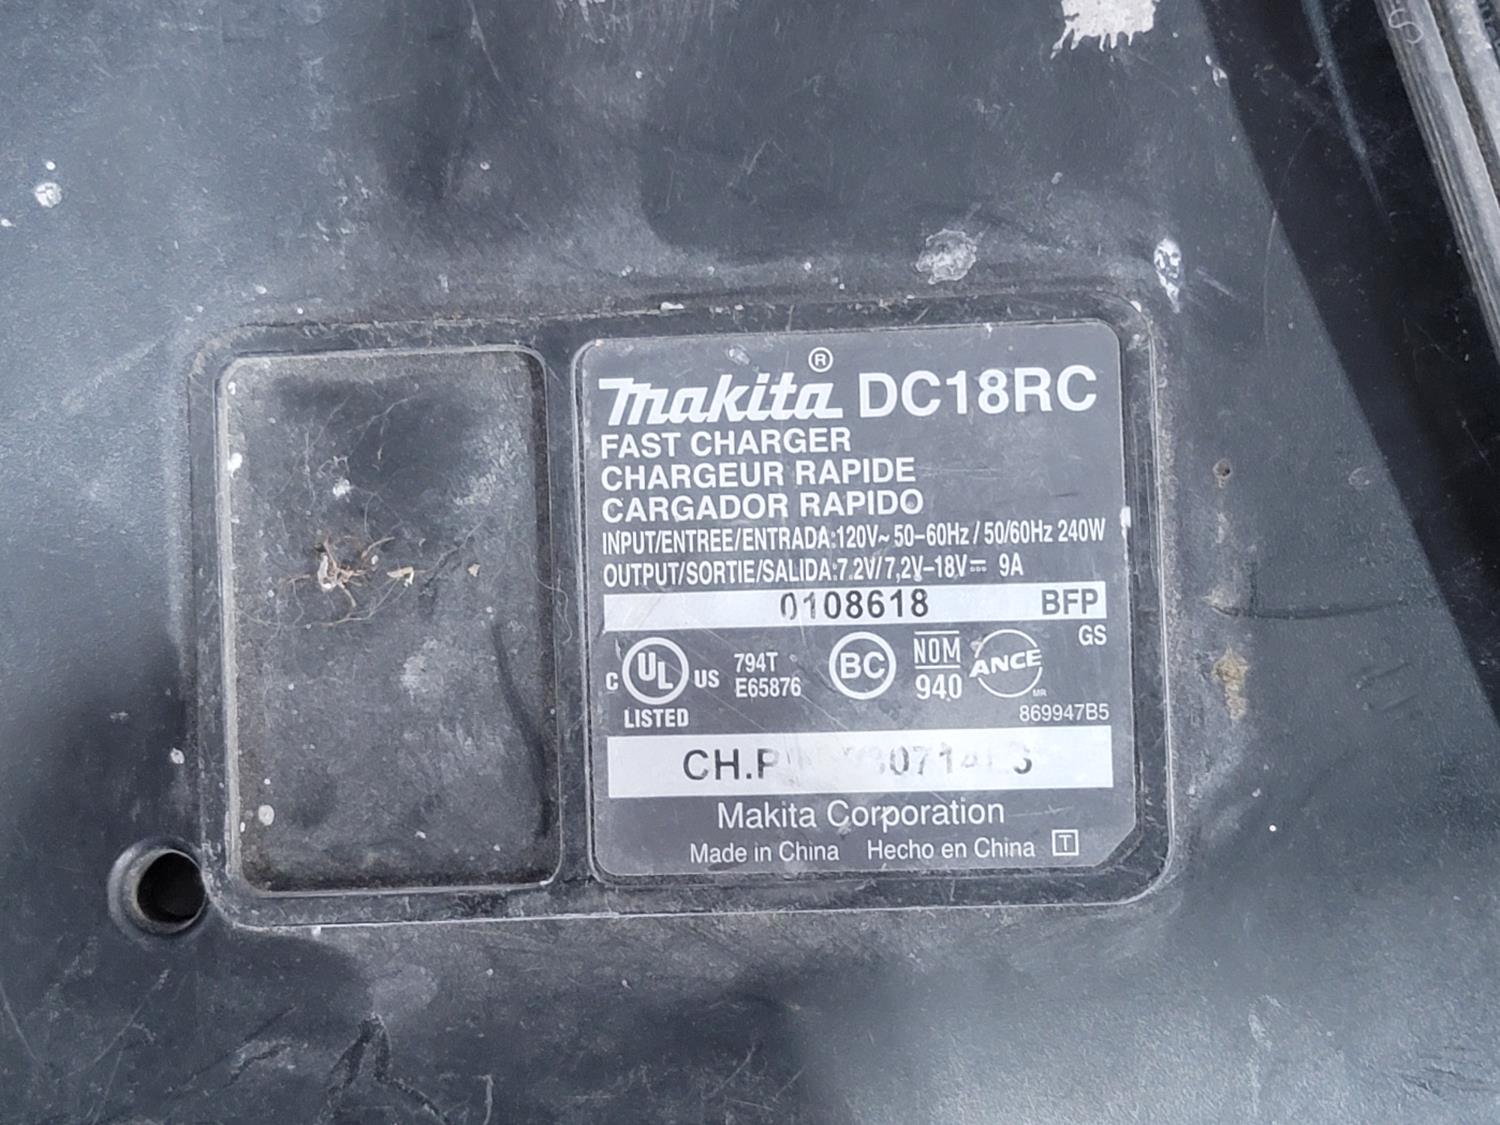 Makita® DC18RC
FAST CHARGER
CHARGEUR RAPIDE
CARGADOR RAPIDO
INPUT/ENTREE/ENTRADA:120V~ 50-60Hz / 50/60Hz 240W
OUTPUT/SORTIE/SALIDA:7.2V/7,2V-18V⎓ 9A
0108618 BFP
GS
C UL US
LISTED
794T
E65876
BC
NOM
940
ANCE
MR
869947B5
Makita Corporation
Made in China Hecho en China T